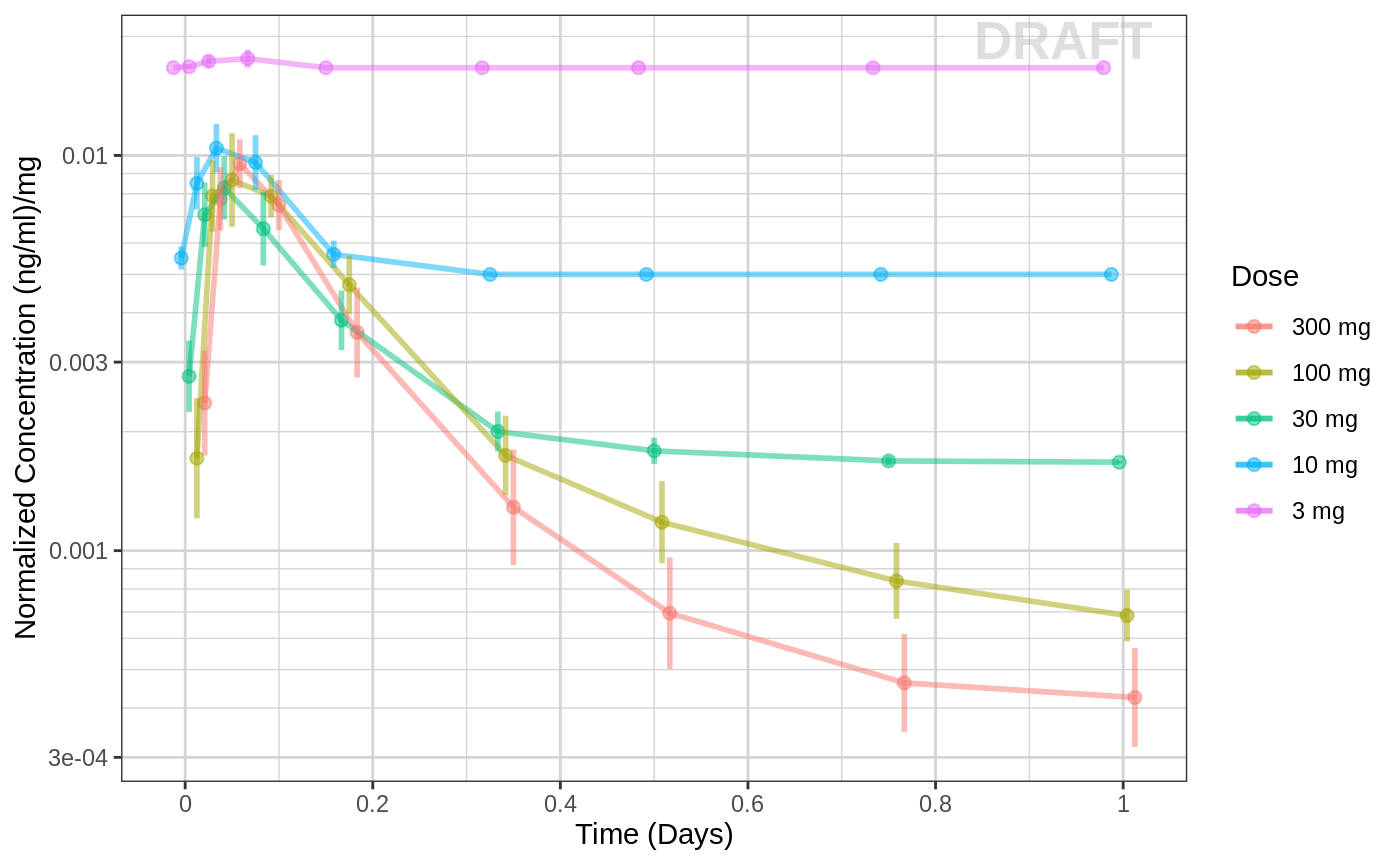 DRAFT
Normalized Concentration (ng/ml)/mg
0.01
0.003
0.001
3e-04
0
0.2
0.4
0.6
0.8
1
Time (Days)
Dose
300 mg
100 mg
30 mg
10 mg
3 mg